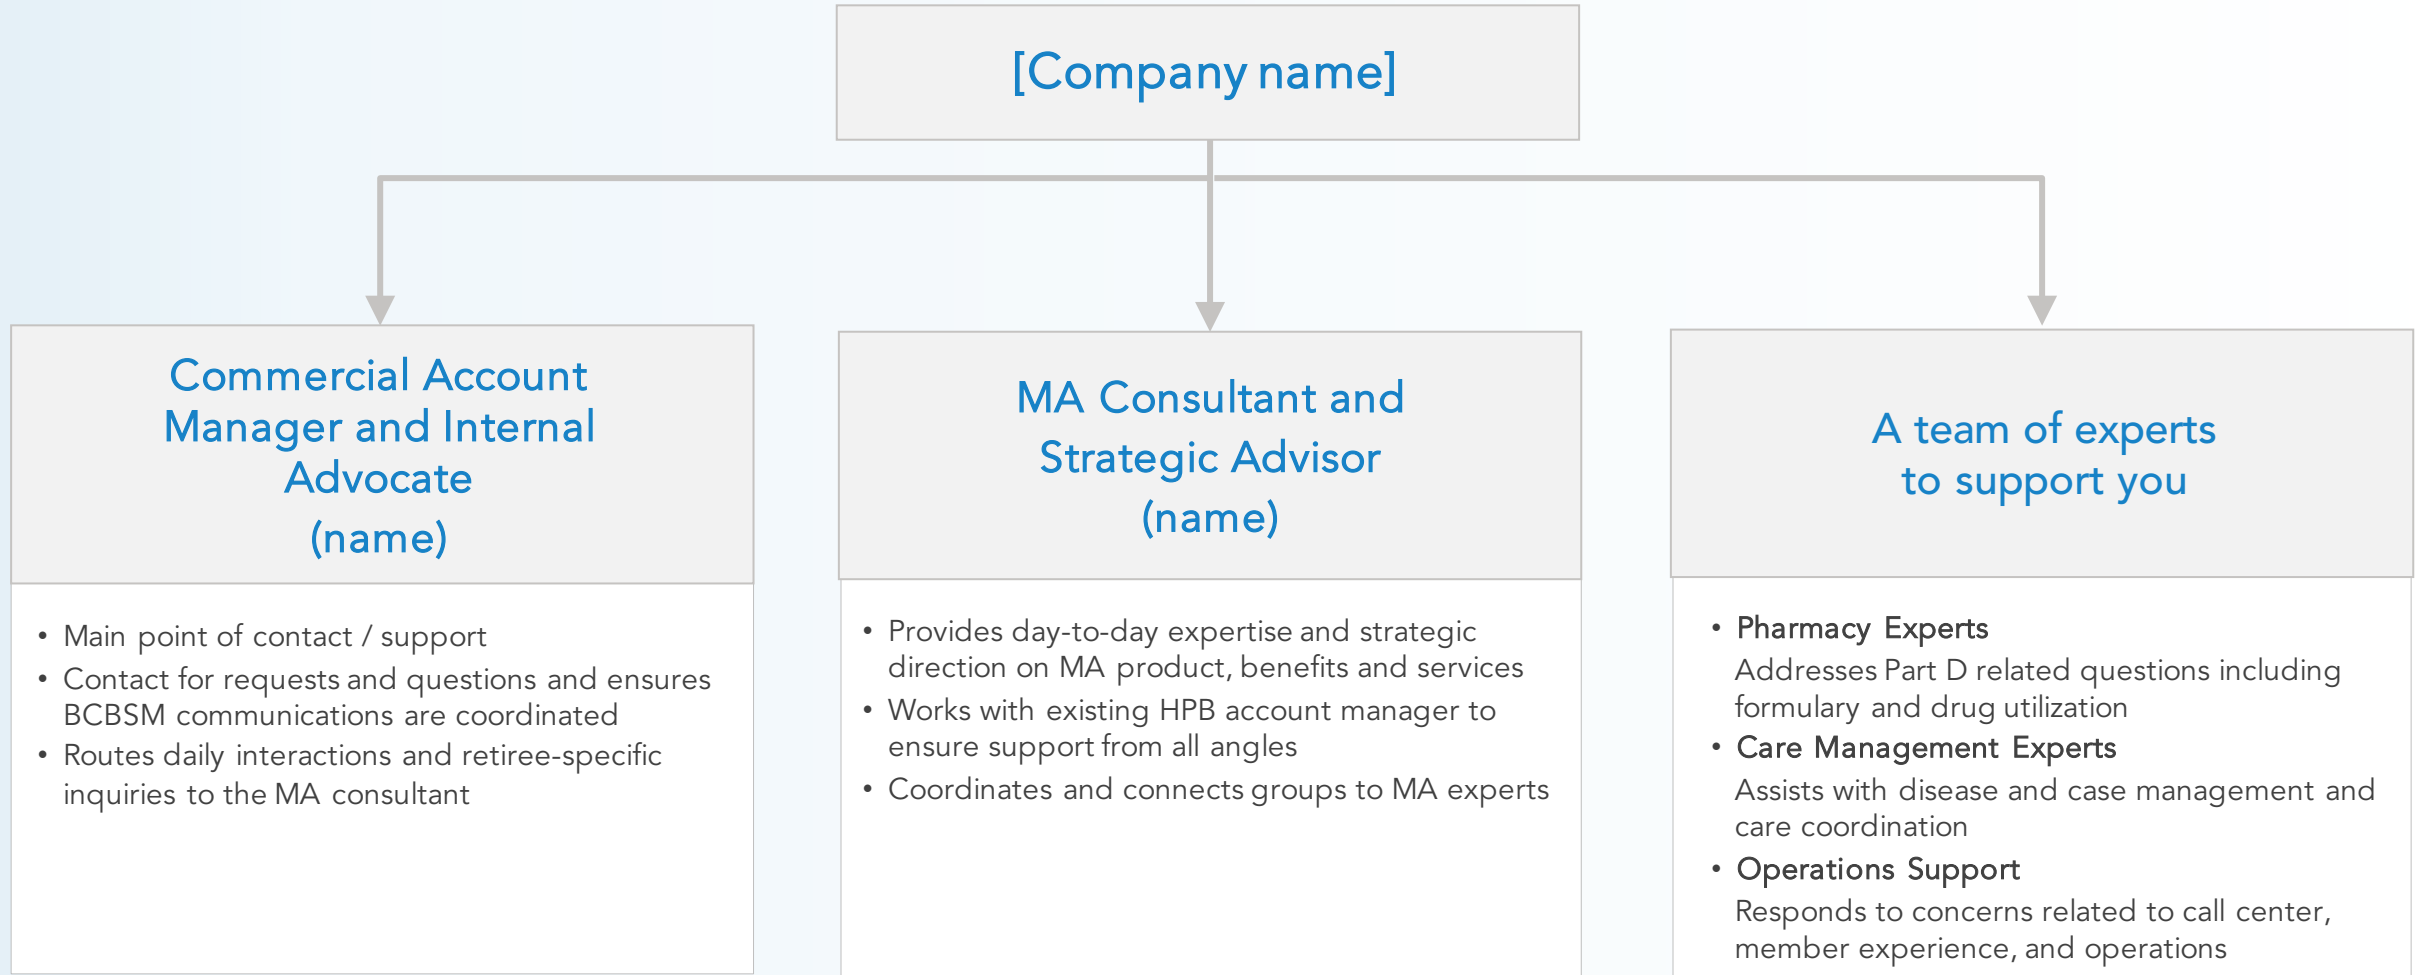 [Company name]
Commercial Account
Manager and Internal
Advocate
(name)
• Main point of contact / support
• Contact for requests and questions and ensures
BCBSM communications are coordinated
• Routes daily interactions and retiree-specific
inquiries to the MA consultant
MA Consultant and
Strategic Advisor
(name)
• Provides day-to-day expertise and strategic
direction on MA product, benefits and services
• Works with existing HPB account manager to
ensure support from all angles
• Coordinates and connects groups to MA experts
A team of experts
to support you
• Pharmacy Experts
Addresses Part D related questions including
formulary and drug utilization
• Care Management Experts
Assists with disease and case management and
care coordination
• Operations Support
Responds to concerns related to call center,
member experience, and operations